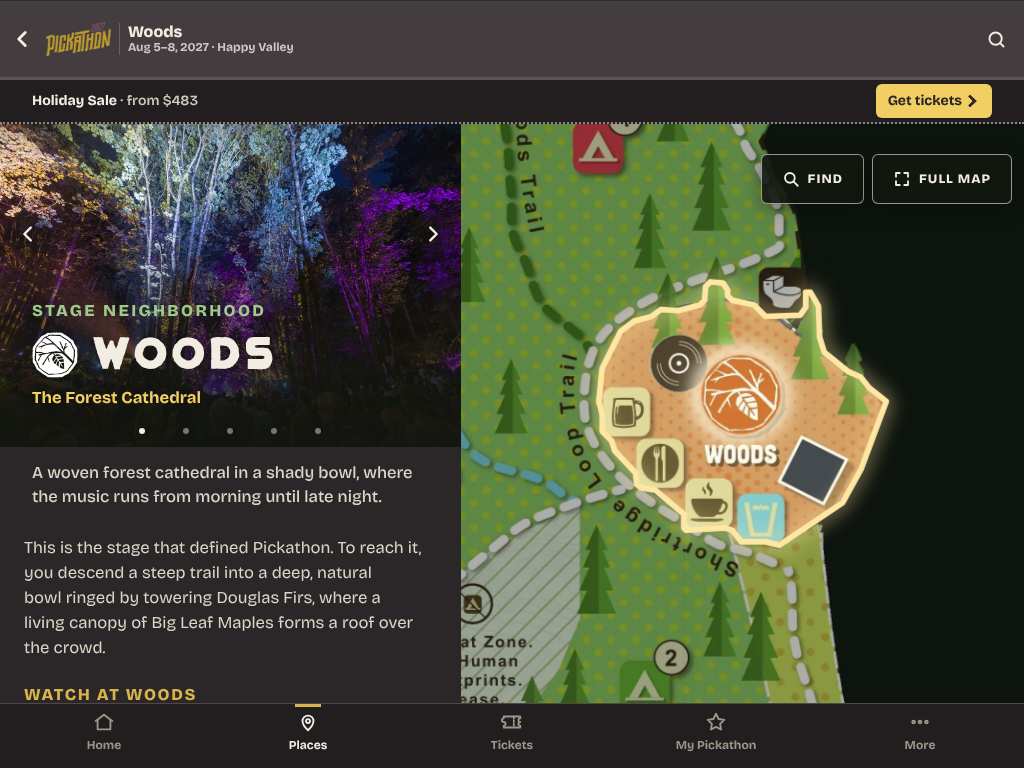 PICKATHON
Woods
Aug 5–8, 2027 · Happy Valley
Holiday Sale · from $483
Get tickets
STAGE NEIGHBORHOOD
WOODS
The Forest Cathedral
A woven forest cathedral in a shady bowl, where
the music runs from morning until late night.
This is the stage that defined Pickathon. To reach it,
you descend a steep trail into a deep, natural
bowl ringed by towering Douglas Firs, where a
living canopy of Big Leaf Maples forms a roof over
the crowd.
WATCH AT WOODS
FIND
FULL MAP
ods Trail
WOODS
Shortridge Loop Trail
at Zone.
Human
prints.
ease.
2
Home
Places
Tickets
My Pickathon
More